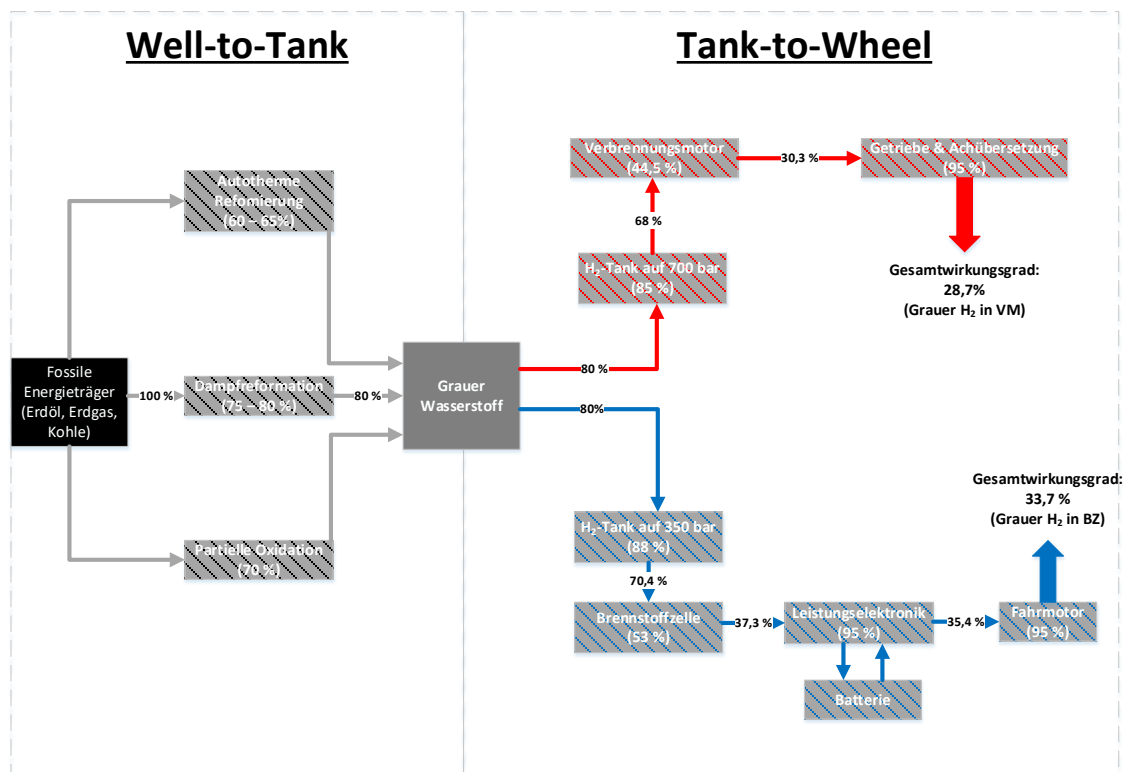 Well-to-Tank
Tank-to-Wheel
Verbrennungsmotor
(44,5 %)
30,3 %
Getriebe & Achübersetzung
(95 %)
Autotherme
Refomierung
(60 – 65%)
68 %
H₂-Tank auf 700 bar
(85 %)
Gesamtwirkungsgrad:
28,7%
(Grauer H₂ in VM)
Fossile
Energieträger
(Erdöl, Erdgas,
Kohle)
100 %
Dampfreformation
(75 – 80 %)
80 %
Grauer
Wasserstoff
80 %
80%
Gesamtwirkungsgrad:
33,7 %
(Grauer H₂ in BZ)
H₂-Tank auf 350 bar
(88 %)
Partielle Oxidation
(70 %)
70,4 %
Brennstoffzelle
(53 %)
37,3 %
Leistungselektronik
(95 %)
35,4 %
Fahrmotor
(95 %)
Batterie